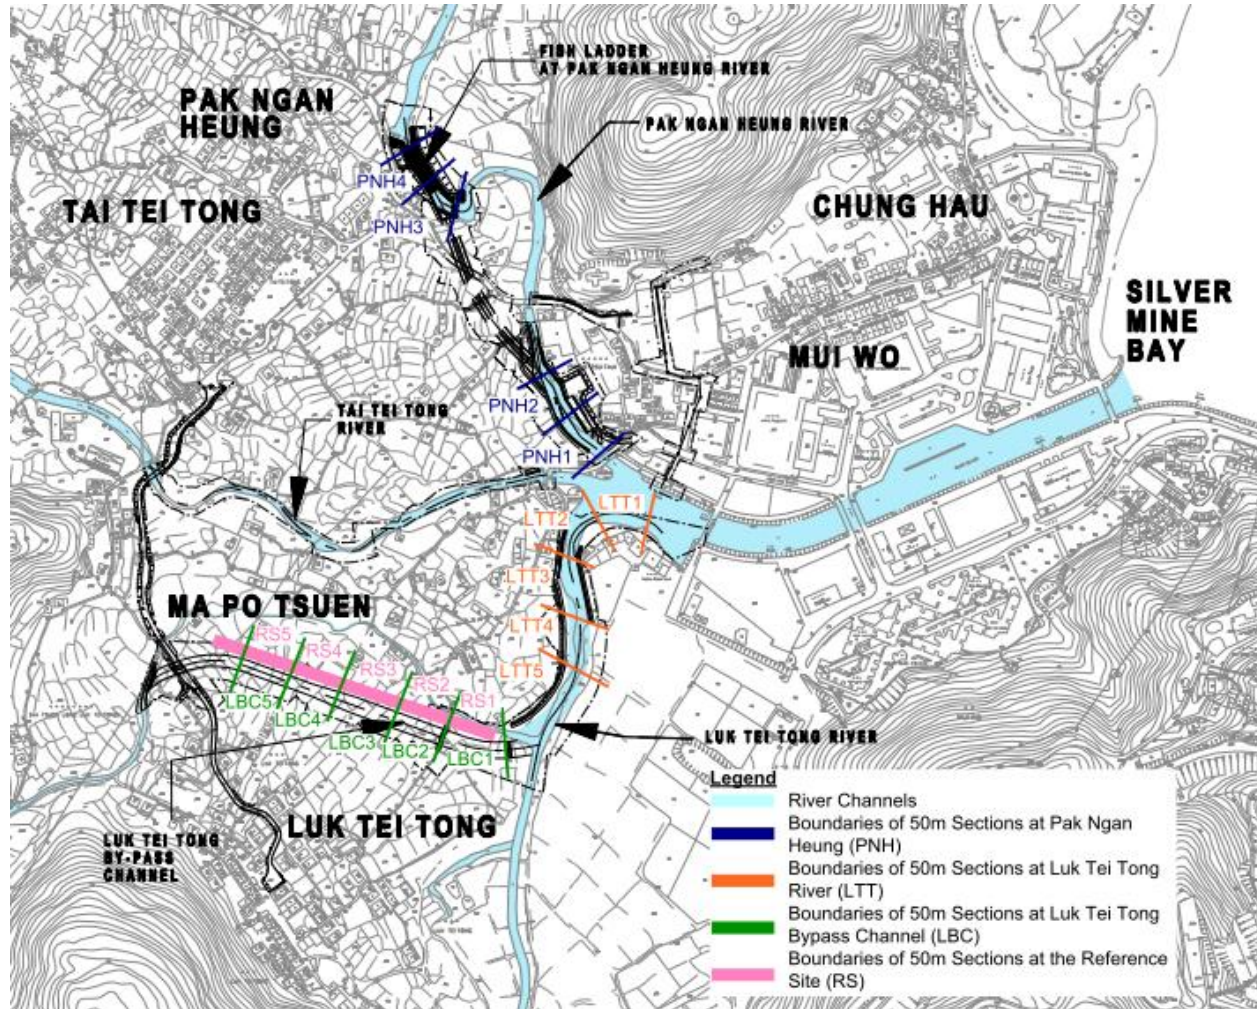 FISH LADDER
AT PAK NGAN HEUNG RIVER
PAK NGAN
HEUNG
PAK NGAN HEUNG RIVER
PNH4
TAI TEI TONG
CHUNG HAU
PNH3
SILVER
MINE
BAY
MUI WO
PNH2
TAI TEI TONG
RIVER
PNH1
LTT1
LTT2
LTT3
MA PO TSUEN
LTT4
RS5
RS4
RS3
LTT5
RS2
RS1
LBC5
LBC4
LBC3
LBC2
LBC1
LUK TEI TONG RIVER
LUK TEI TONG
LUK TEI TONG
BY-PASS
CHANNEL
Legend
River Channels
Boundaries of 50m Sections at Pak Ngan
Heung (PNH)
Boundaries of 50m Sections at Luk Tei Tong
River (LTT)
Boundaries of 50m Sections at Luk Tei Tong
Bypass Channel (LBC)
Boundaries of 50m Sections at the Reference
Site (RS)